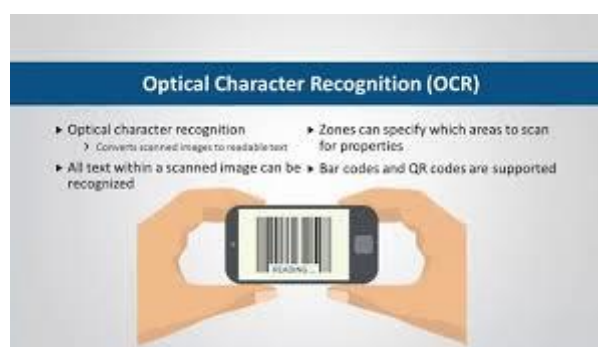 Optical Character Recognition (OCR)
Optical character recognition
Converts scanned images to readable text
All text within a scanned image can be
recognized
Zones can specify which areas to scan
for properties
Bar codes and QR codes are supported
READING...